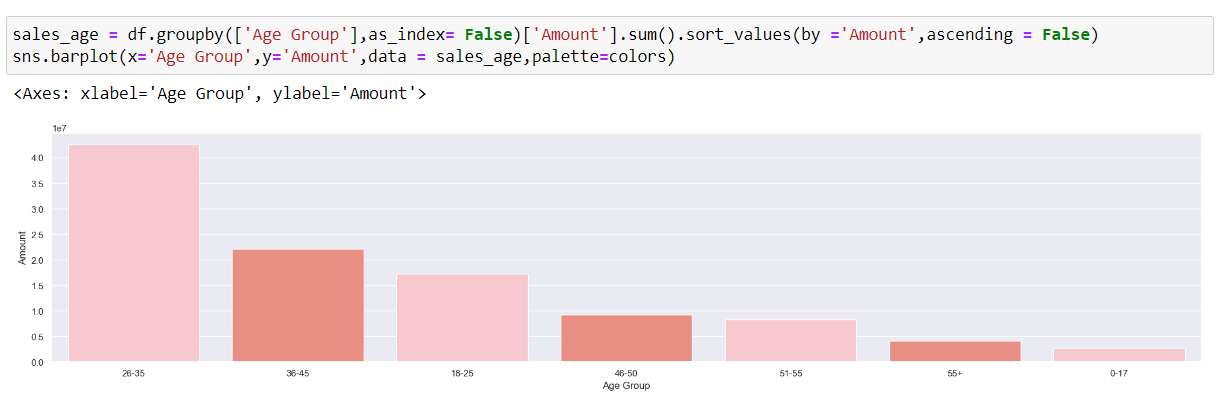 sales_age = df.groupby(['Age Group'],as_index= False)['Amount'].sum().sort_values(by ='Amount',ascending = False)
sns.barplot(x='Age Group',y='Amount',data = sales_age,palette=colors)
<Axes: xlabel='Age Group', ylabel='Amount'>
1e7
4.0
3.5
3.0
2.5
2.0
1.5
1.0
0.5
0.0
Amount
26-35 36-45 18-25 46-50 51-55 55+ 0-17
Age Group